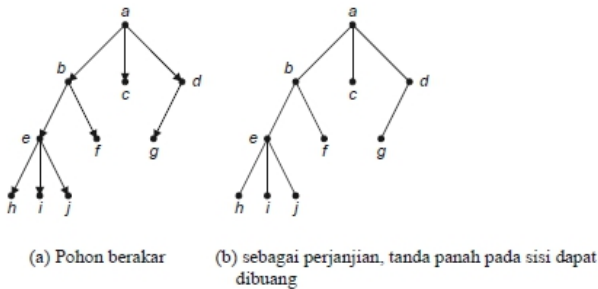 a a
b b
c d c d
e f g e f g
h i j h i j
(a) Pohon berakar (b) sebagai perjanjian, tanda panah pada sisi dapat
dibuang